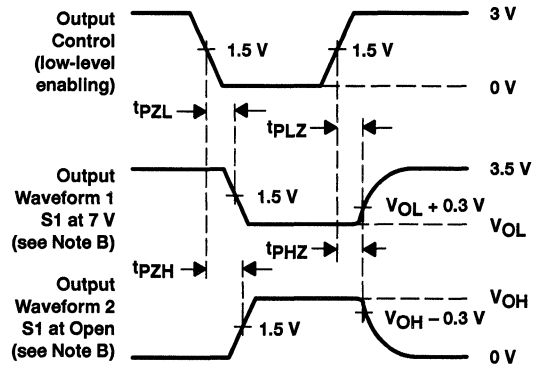 Output
Control
(low-level
enabling)
1.5 V
1.5 V
3 V
0 V
tPZL
tPLZ
Output
Waveform 1
S1 at 7 V
(see Note B)
1.5 V
3.5 V
VOL + 0.3 V
VOL
tPZH
tPHZ
Output
Waveform 2
S1 at Open
(see Note B)
1.5 V
VOH
VOH – 0.3 V
0 V